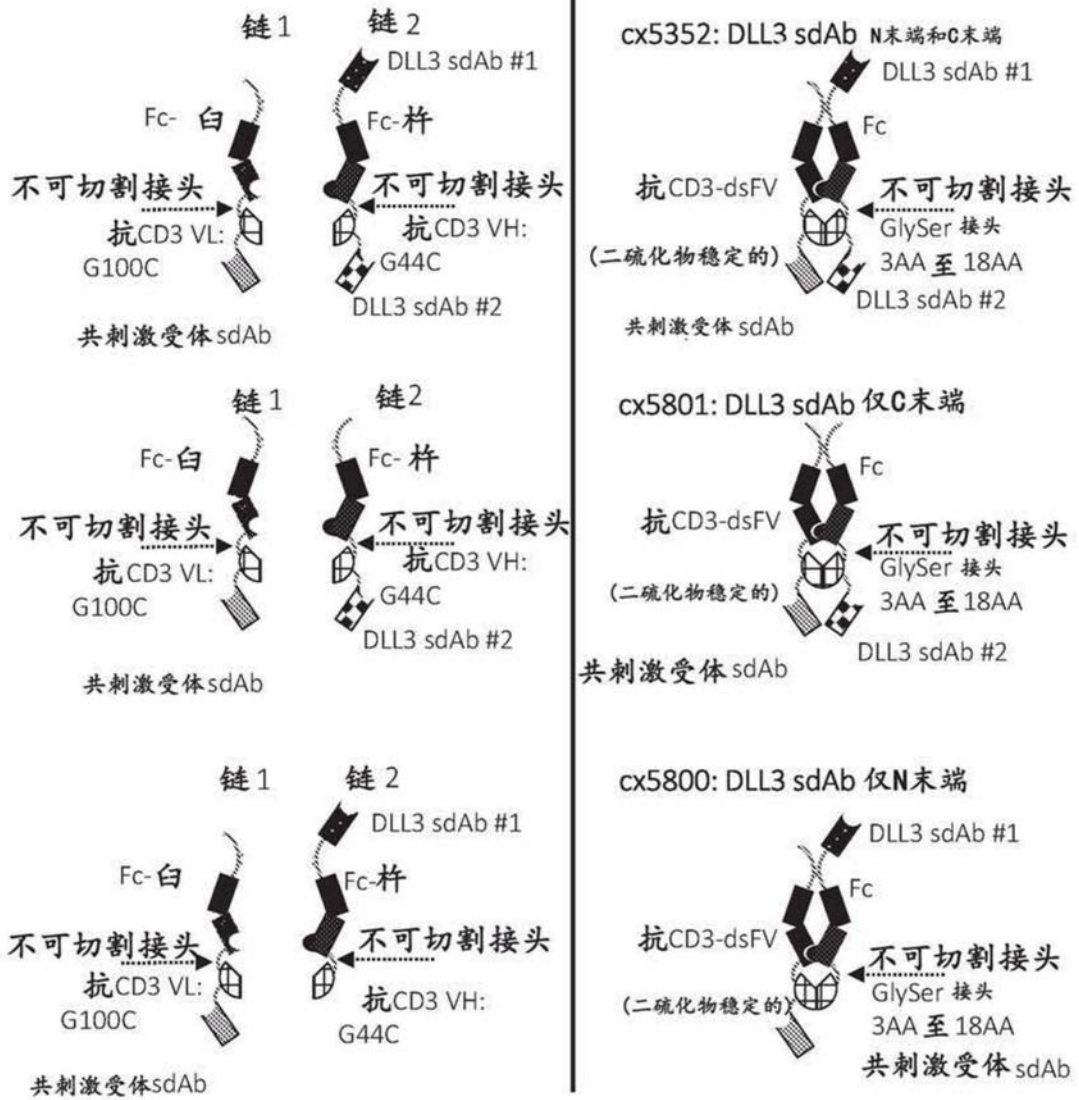 链1
链2
DLL3 sdAb #1
Fc-臼
Fc-杵
不可切割接头
不可切割接头
抗CD3 VL:
G100C
抗CD3 VH:
G44C
DLL3 sdAb #2
共刺激受体sdAb
cx5352: DLL3 sdAb N末端和C末端
DLL3 sdAb #1
Fc
抗CD3-dsFV
不可切割接头
GlySer 接头
(二硫化物稳定的)
3AA 至 18AA
DLL3 sdAb #2
共刺激受体 sdAb
链1
链2
Fc-臼
Fc-杵
不可切割接头
不可切割接头
抗CD3 VL:
G100C
抗CD3 VH:
G44C
DLL3 sdAb #2
共刺激受体sdAb
cx5801: DLL3 sdAb 仅C末端
Fc
抗CD3-dsFV
不可切割接头
GlySer 接头
(二硫化物稳定的)
3AA 至 18AA
DLL3 sdAb #2
共刺激受体 sdAb
链1
链2
DLL3 sdAb #1
Fc-臼
Fc-杵
不可切割接头
不可切割接头
抗CD3 VL:
G100C
抗CD3 VH:
G44C
共刺激受体sdAb
cx5800: DLL3 sdAb 仅N末端
DLL3 sdAb #1
Fc
抗CD3-dsFV
不可切割接头
GlySer 接头
(二硫化物稳定的)
3AA 至 18AA
共刺激受体 sdAb